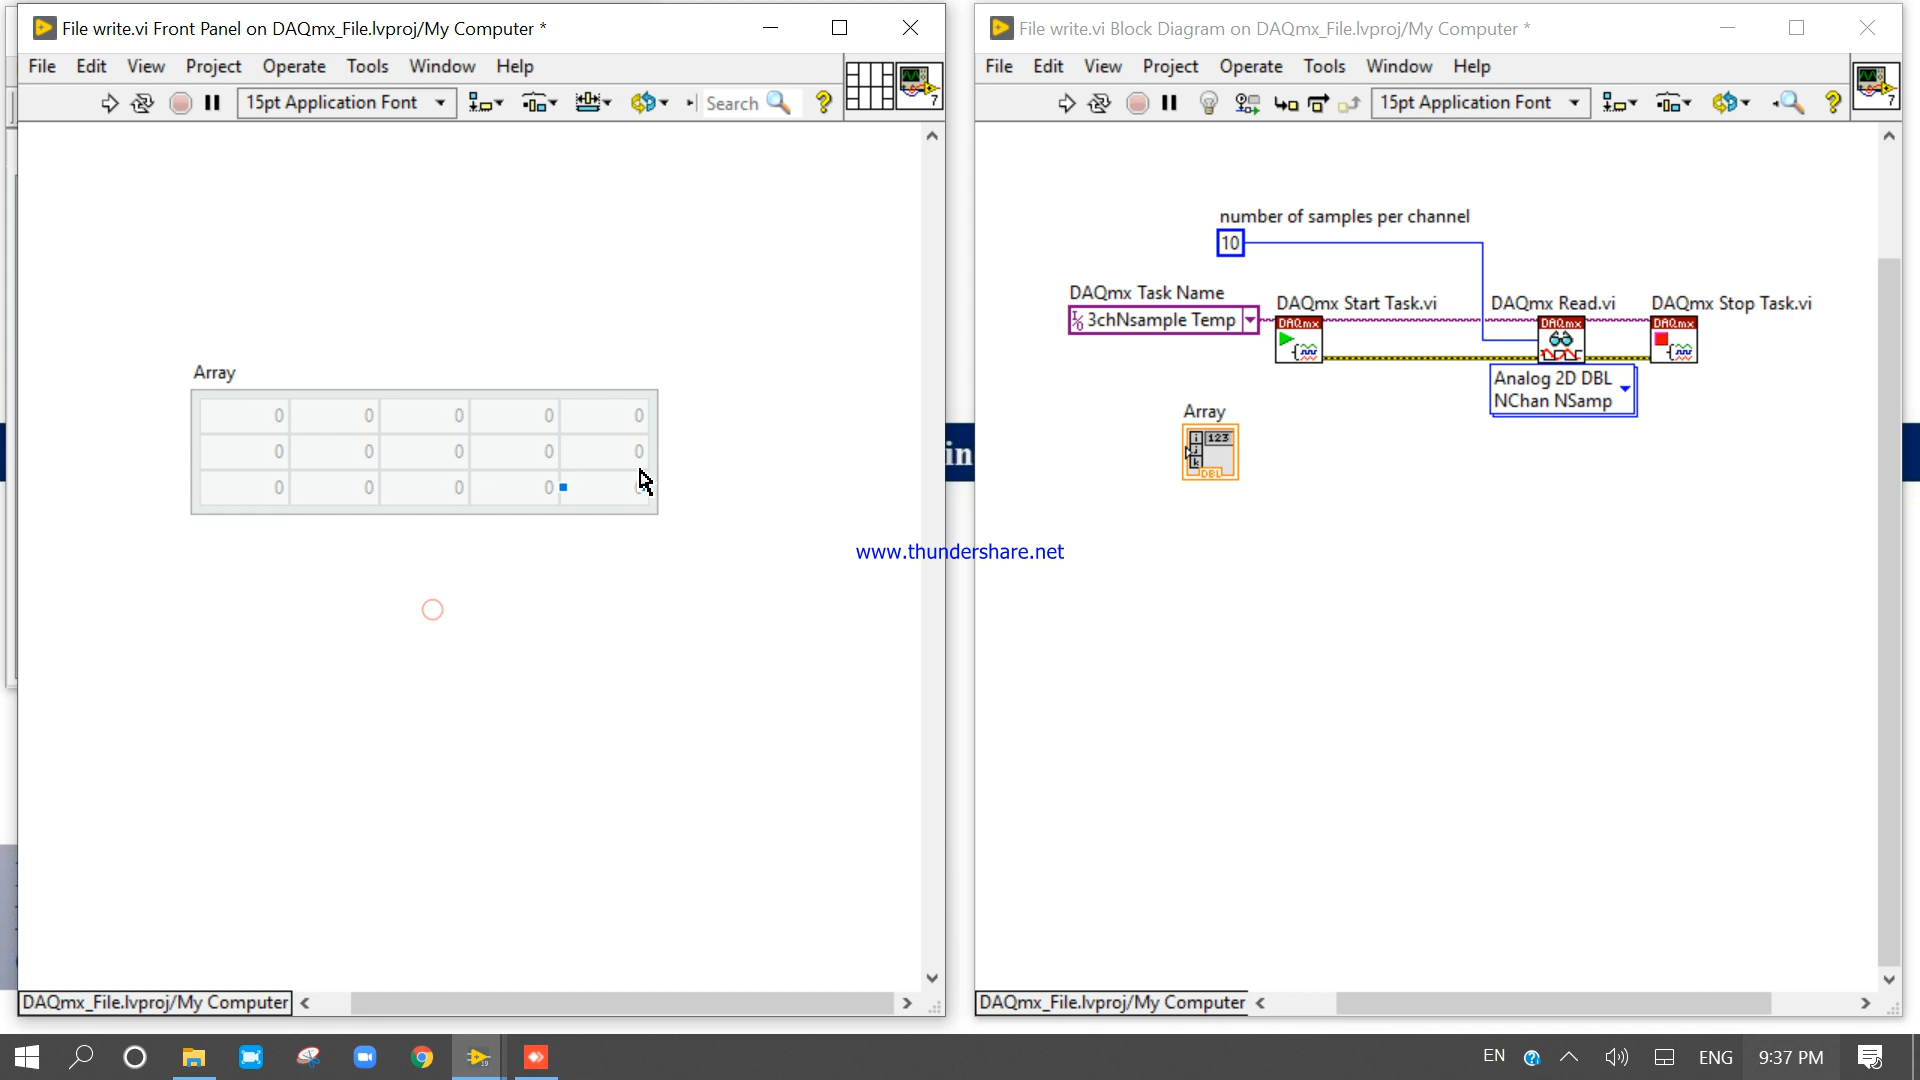 File write.vi Front Panel on DAQmx_File.lvproj/My Computer *
File Edit View Project Operate Tools Window Help
15pt Application Font
Search
7
Array
0 0 0 0 0
0 0 0 0 0
0 0 0 0
DAQmx_File.lvproj/My Computer
File write.vi Block Diagram on DAQmx_File.lvproj/My Computer *
File Edit View Project Operate Tools Window Help
15pt Application Font
7
number of samples per channel
10
DAQmx Task Name
3chNsample Temp
DAQmx Start Task.vi
DAQmx Read.vi
DAQmx Stop Task.vi
DAQmx
DAQmx
DAQmx
Analog 2D DBL
NChan NSamp
Array
i 123
j
k
DBL
in
www.thundershare.net
DAQmx_File.lvproj/My Computer
EN
ENG
9:37 PM